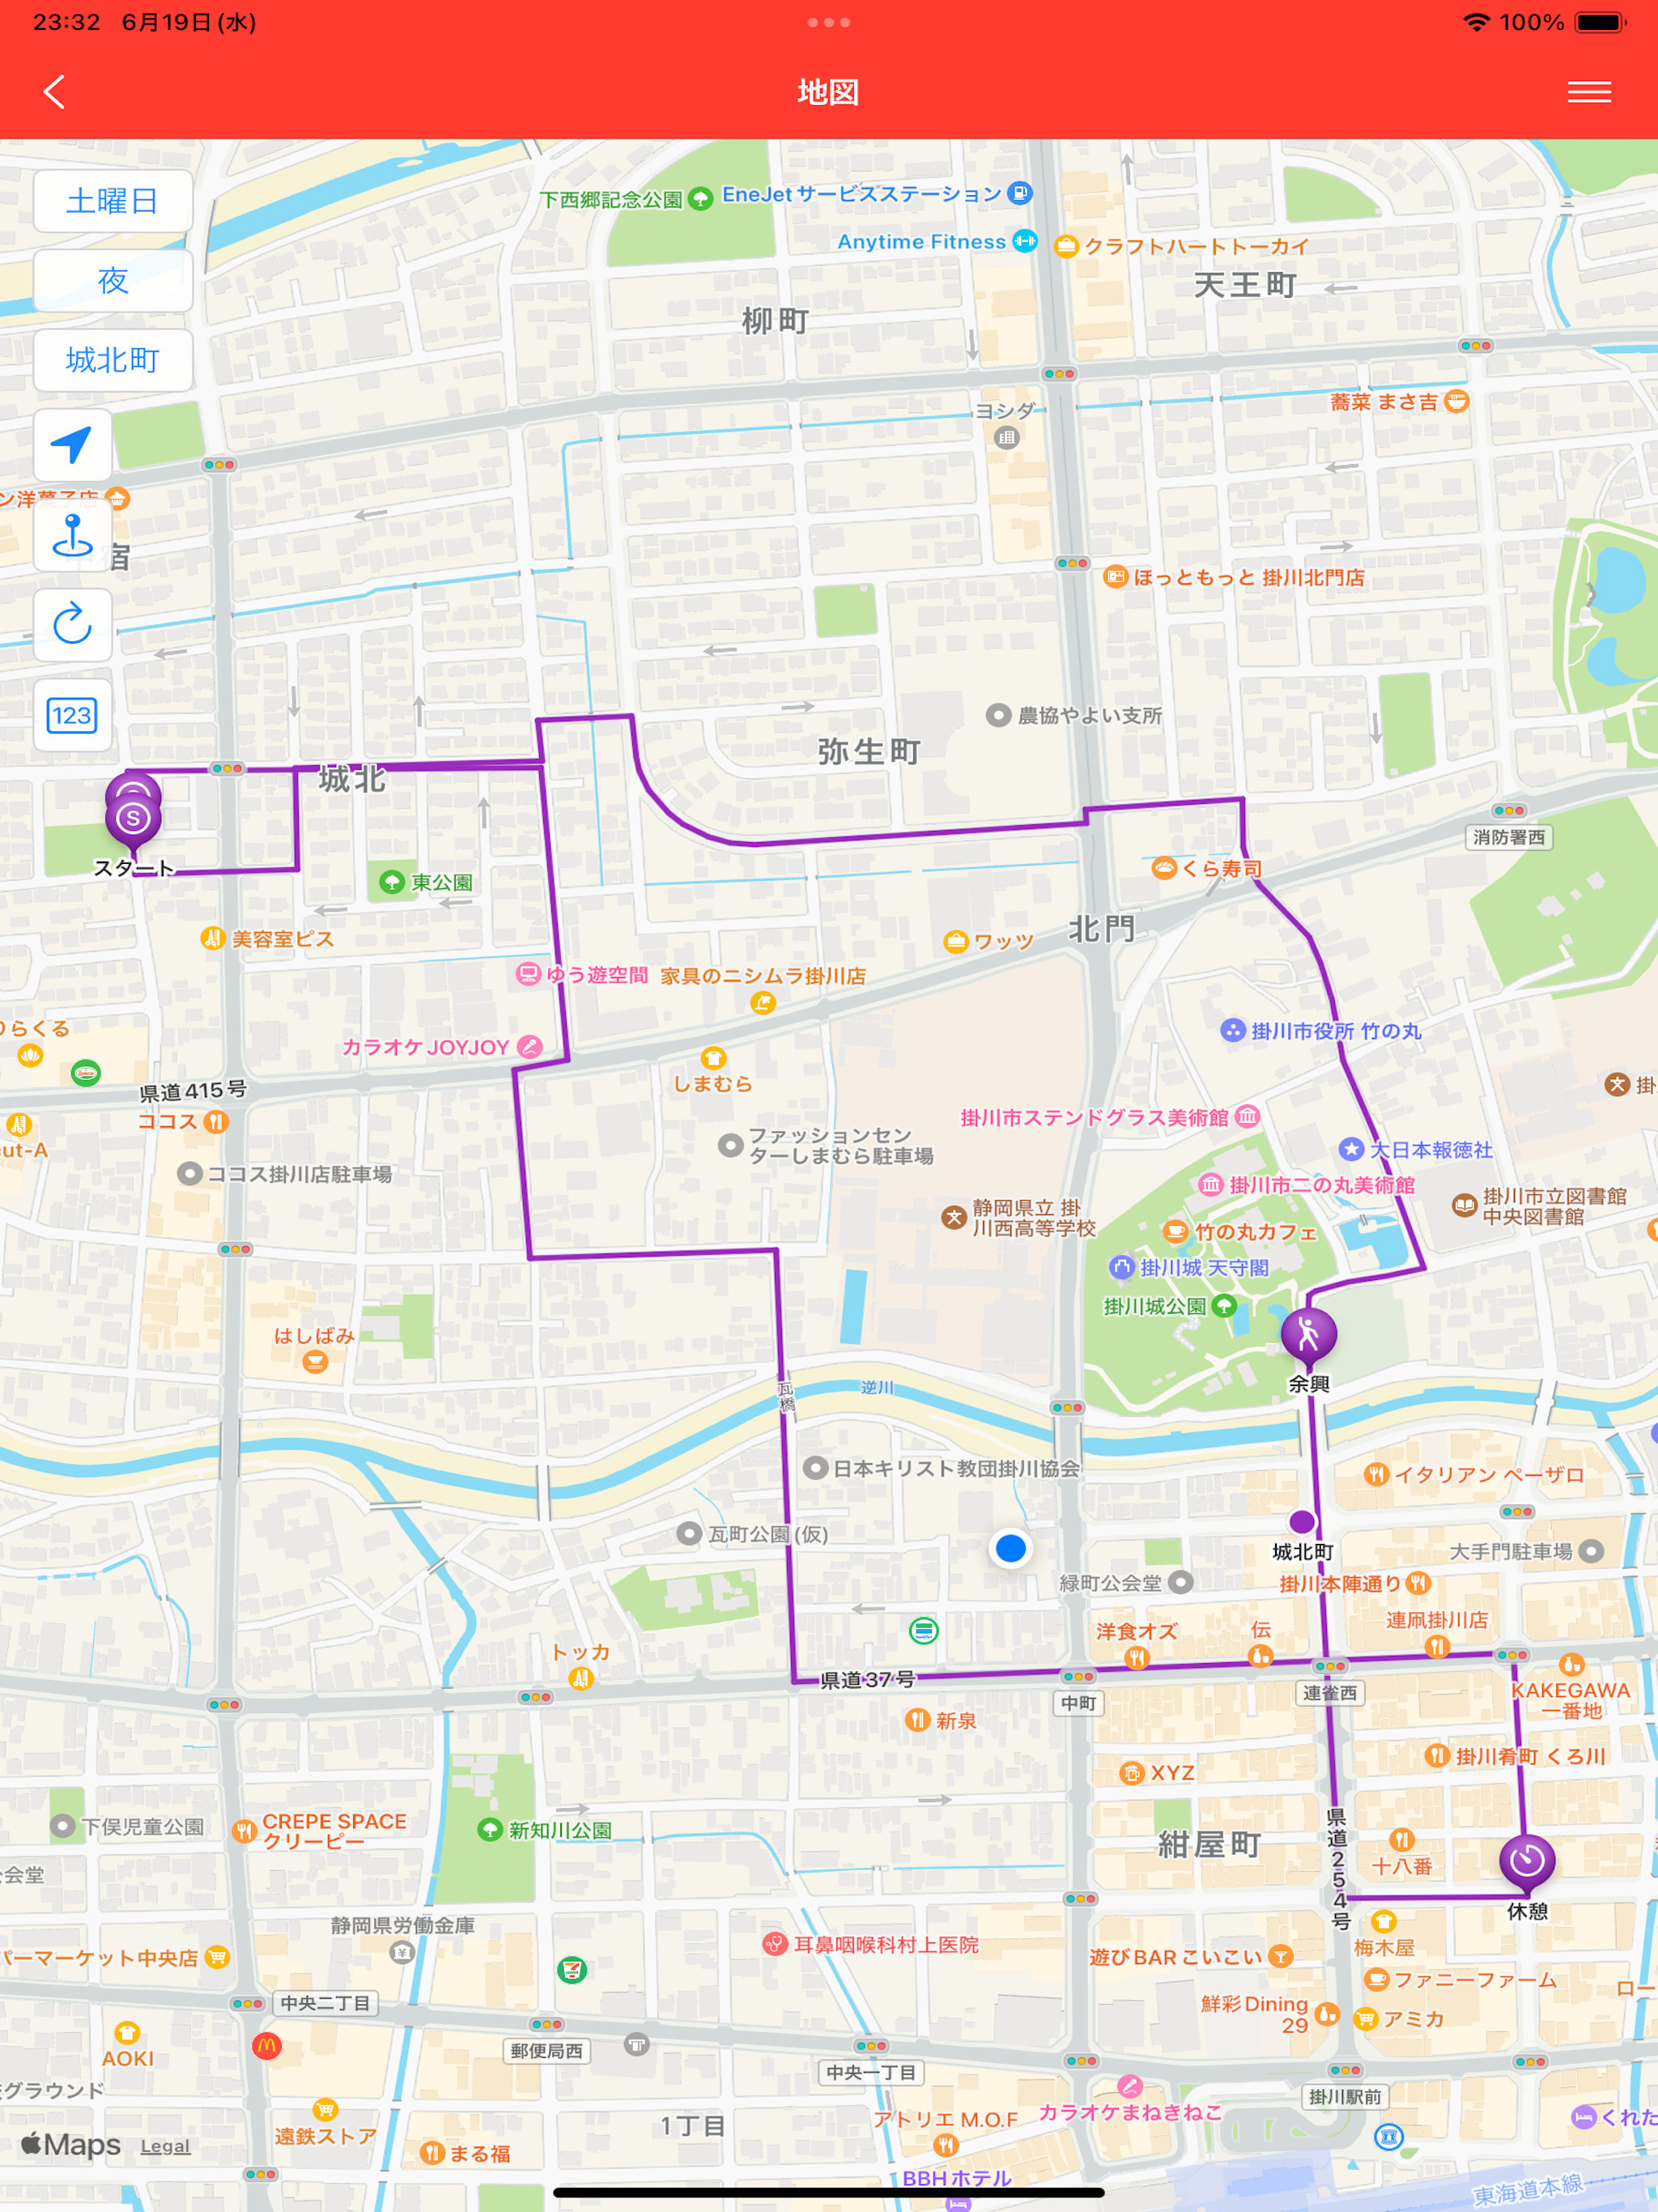 23:32 6月19日(水)
100%
地図
土曜日
夜
城北町
123
下西郷記念公園
EneJetサービスステーション
Anytime Fitness
クラフトハートトーカイ
天王町
柳町
蕎菜 まさ吉
ヨシダ
ン洋菓子店
宿
ほっともっと 掛川北門店
農協やよい支所
弥生町
城北
S
スタート
消防署西
くら寿司
東公園
北門
美容室ピス
ワッツ
ゆう遊空間
家具のニシムラ掛川店
りらくる
カラオケJOYJOY
しまむら
掛川市役所 竹の丸
県道415号
ココス
cut-A
掛川市ステンドグラス美術館
掛
ファッションセン
ターしまむら駐車場
大日本報徳社
ココス掛川店駐車場
掛川市二の丸美術館
静岡県立 掛
川西高等学校
掛川市立図書館
中央図書館
竹の丸カフェ
掛川城 天守閣
掛川城公園
はしばみ
余興
瓦橋
逆川
日本キリスト教団掛川協会
イタリアン ペーザロ
瓦町公園(仮)
城北町
大手門駐車場
緑町公会堂
掛川本陣通り
洋食オズ
伝
連凧掛川店
トッカ
県道37号
中町
連雀西
KAKEGAWA
一番地
新泉
掛川肴町 くろ川
XYZ
下俣児童公園
CREPE SPACE
クリーピー
新知川公園
紺屋町
県道254号
十八番
会堂
休憩
静岡県労働金庫
パーマーケット中央店
耳鼻咽喉科村上医院
遊びBARこいこい
梅木屋
ファニーファーム
ロー
中央二丁目
鮮彩Dining
29
アミカ
AOKI
郵便局西
中央一丁目
掛川駅前
グラウンド
カラオケまねきねこ
アトリエ M.O.F
くれた
Maps Legal
遠鉄ストア
まる福
1丁目
BBHホテル
東海道本線